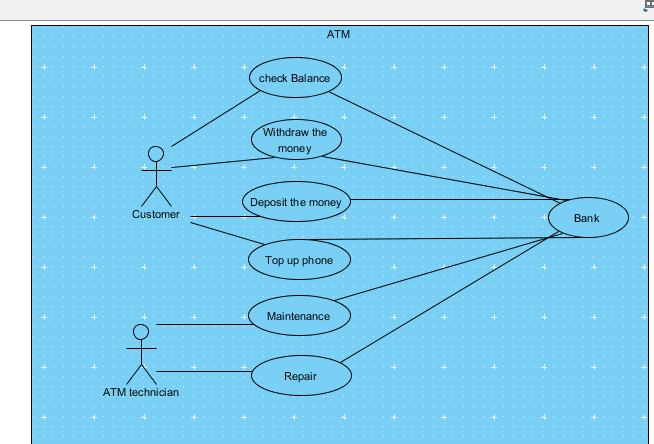 ATM
check Balance
Withdraw the
money
Customer
Deposit the money
Bank
Top up phone
Maintenance
ATM technician
Repair